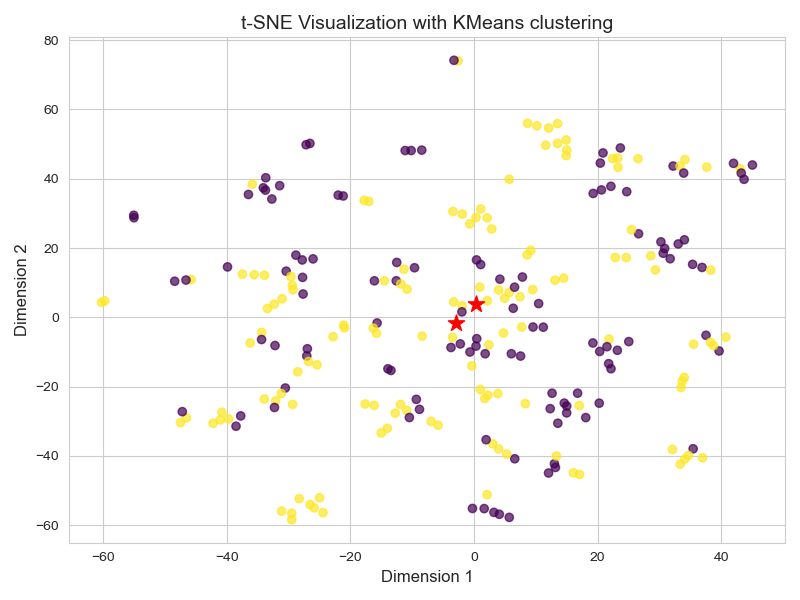 t-SNE Visualization with KMeans clustering
80
60
40
20
0
−20
−40
−60
Dimension 2
−60 −40 −20 0 20 40
Dimension 1